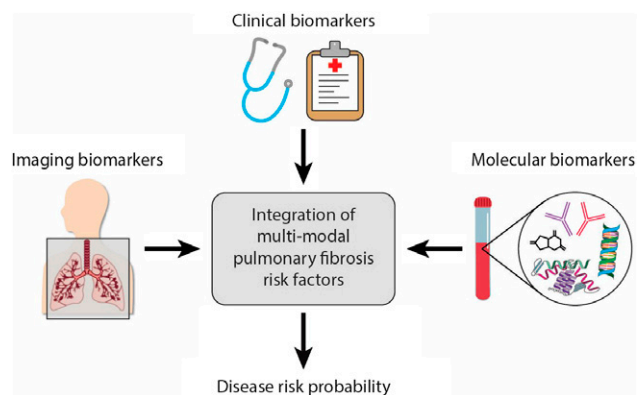 Clinical biomarkers
Imaging biomarkers
Molecular biomarkers
Integration of
multi-modal
pulmonary fibrosis
risk factors
Disease risk probability